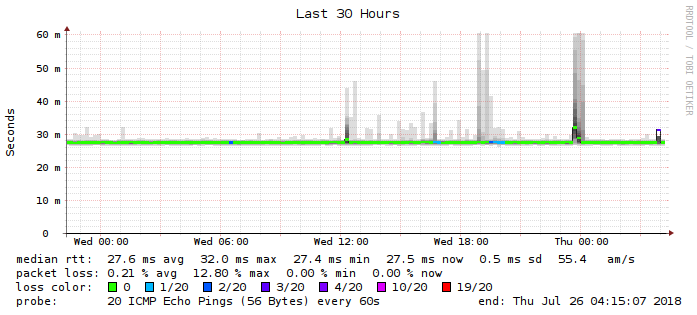 Last 30 Hours
RRDTOOL / TOBI OETIKER
Seconds
60 m
50 m
40 m
30 m
20 m
10 m
0
Wed 00:00 Wed 06:00 Wed 12:00 Wed 18:00 Thu 00:00
median rtt: 27.6 ms avg 32.0 ms max 27.4 ms min 27.5 ms now 0.5 ms sd 55.4 am/s
packet loss: 0.21 % avg 12.80 % max 0.00 % min 0.00 % now
loss color: 0 1/20 2/20 3/20 4/20 10/20 19/20
probe: 20 ICMP Echo Pings (56 Bytes) every 60s end: Thu Jul 26 04:15:07 2018